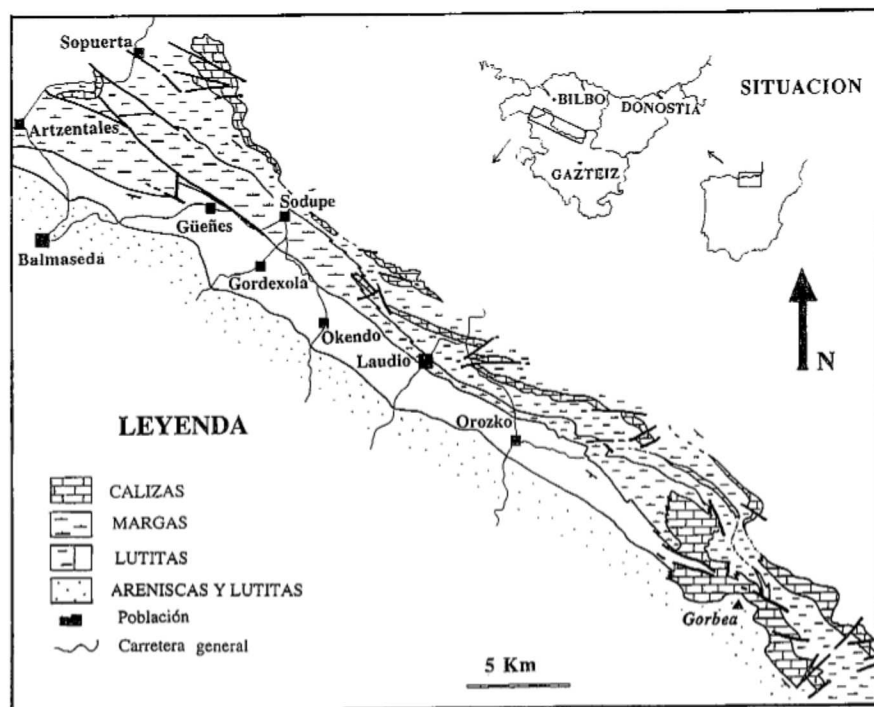 Sopuerta
Artzentales
Balmaseda
Güeñes
Sodupe
Gordexola
Okendo
Laudio
Orozko
Gorbea
BILBO
DONOSTIA
GAZTEIZ
SITUACION
N
LEYENDA
CALIZAS
MARGAS
LUTITAS
ARENISCAS Y LUTITAS
Población
Carretera general
5 Km